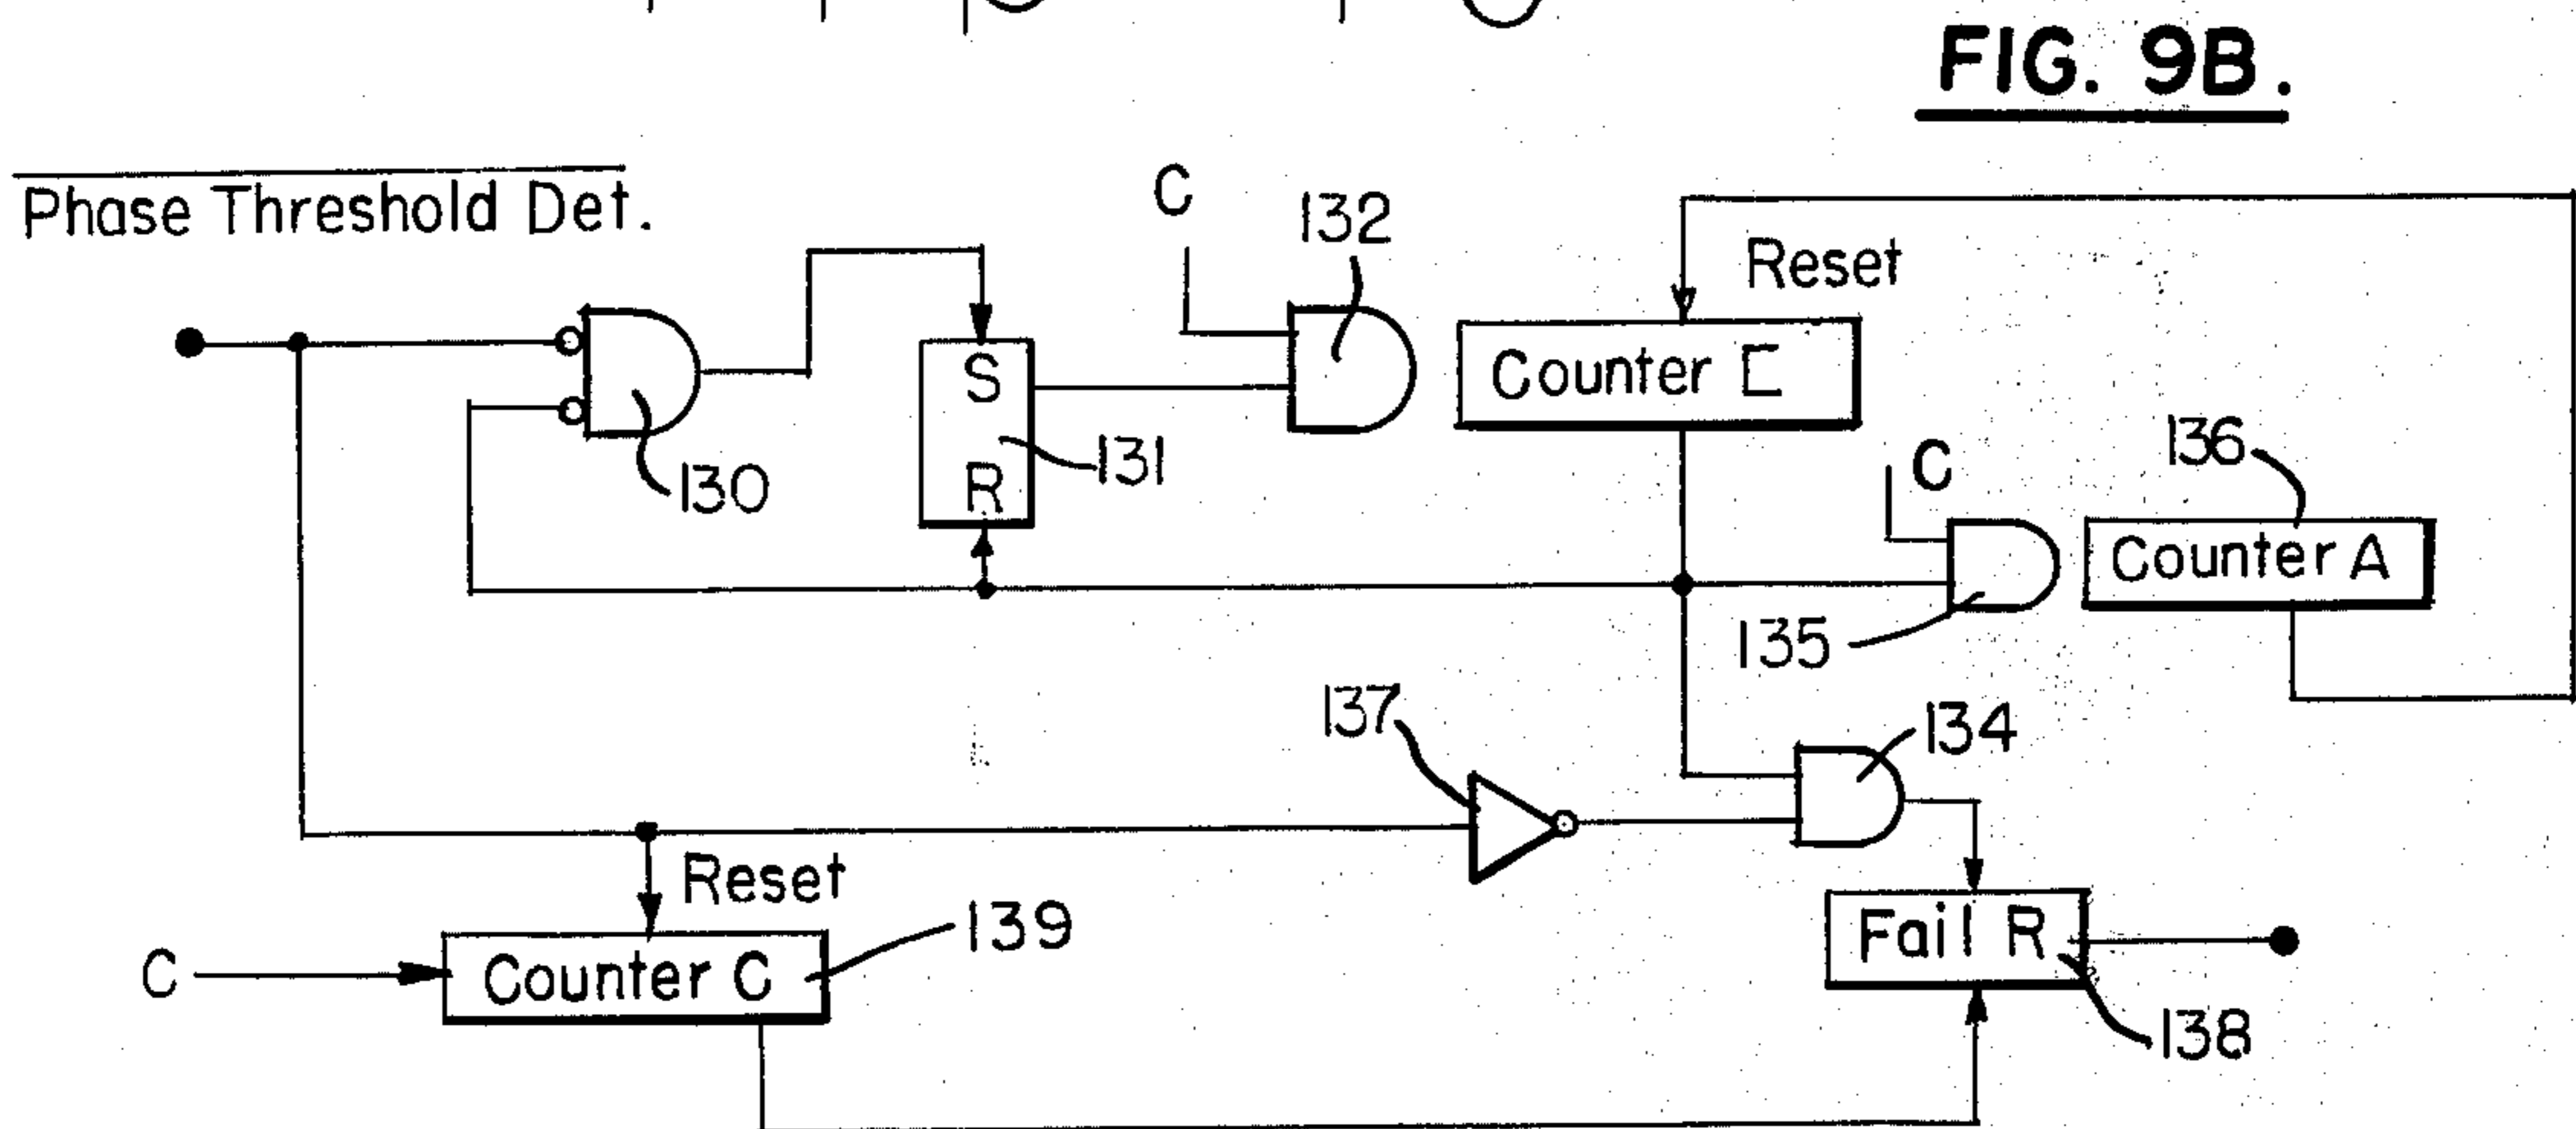 FIG. 9B.
Phase Threshold Det.
C
132
Reset
S
R
131
130
Counter E
C
136
Counter A
135
137
134
Reset
C
Counter C
139
Fail R
138